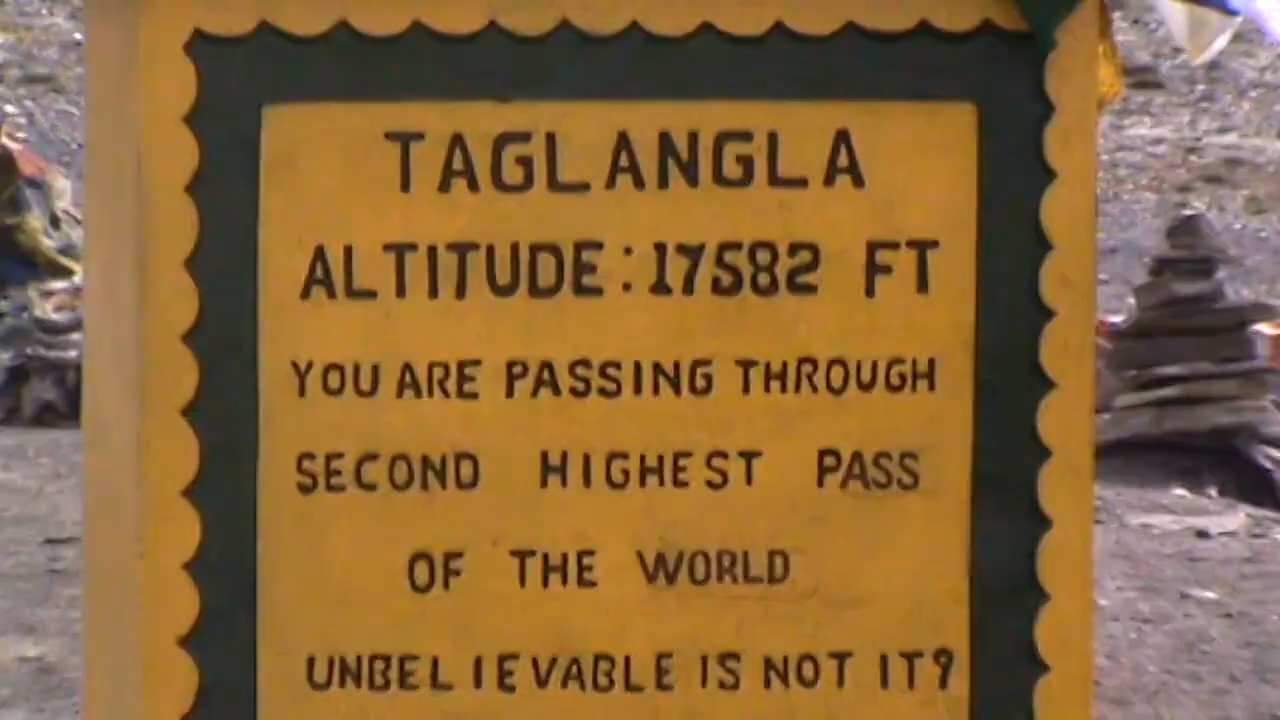 TAGLANGLA
ALTITUDE:17582 FT
YOU ARE PASSING THROUGH
SECOND HIGHEST PASS
OF THE WORLD
UNBELIEVABLE IS NOT IT?